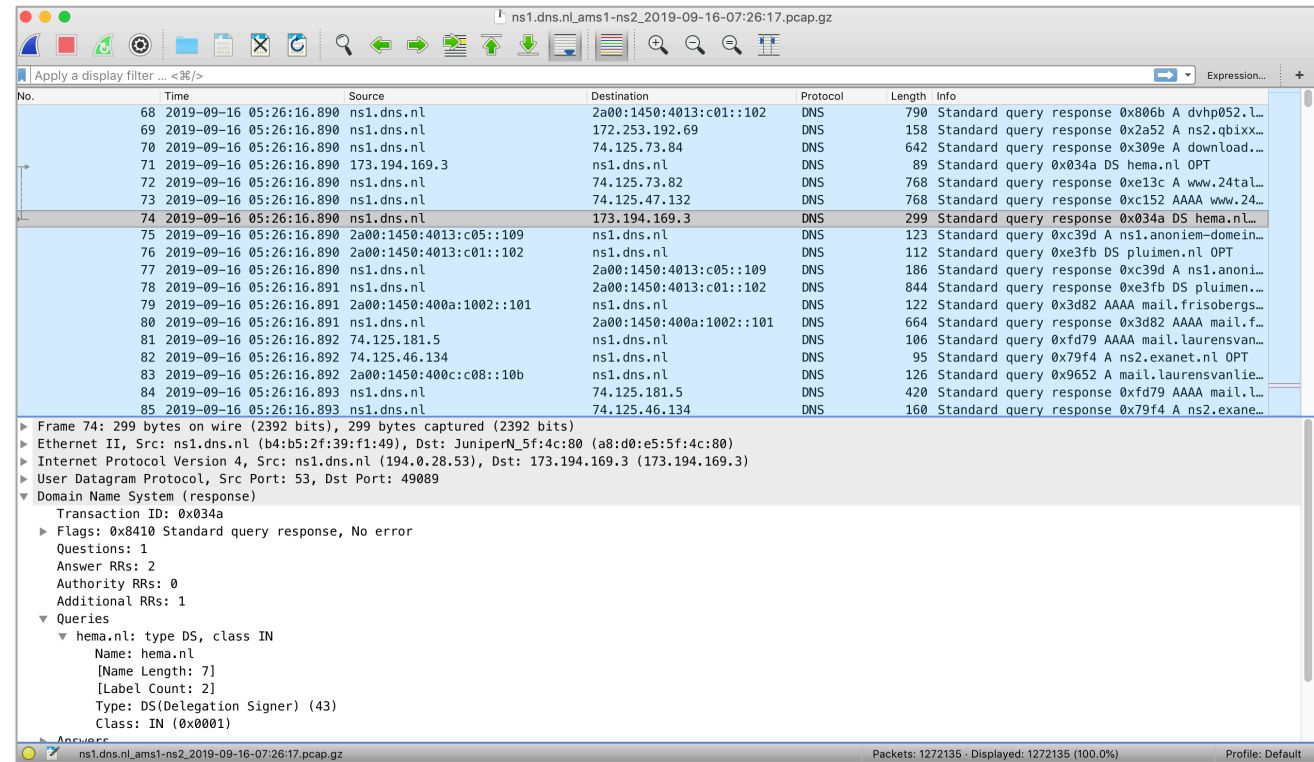 ns1.dns.nl_ams1-ns2_2019-09-16-07:26:17.pcap.gz
Apply a display filter ... <⌘/>
Expression... +
No. Time Source Destination Protocol Length Info
68 2019-09-16 05:26:16.890 ns1.dns.nl 2a00:1450:4013:c01::102 DNS 790 Standard query response 0x806b A dvhp052.l…
69 2019-09-16 05:26:16.890 ns1.dns.nl 172.253.192.69 DNS 158 Standard query response 0x2a52 A ns2.qbixx…
70 2019-09-16 05:26:16.890 ns1.dns.nl 74.125.73.84 DNS 642 Standard query response 0x309e A download.…
71 2019-09-16 05:26:16.890 173.194.169.3 ns1.dns.nl DNS 89 Standard query 0x034a DS hema.nl OPT
72 2019-09-16 05:26:16.890 ns1.dns.nl 74.125.73.82 DNS 768 Standard query response 0xe13c A www.24tal…
73 2019-09-16 05:26:16.890 ns1.dns.nl 74.125.47.132 DNS 768 Standard query response 0xc152 AAAA www.24…
74 2019-09-16 05:26:16.890 ns1.dns.nl 173.194.169.3 DNS 299 Standard query response 0x034a DS hema.nl…
75 2019-09-16 05:26:16.890 2a00:1450:4013:c05::109 ns1.dns.nl DNS 123 Standard query 0xc39d A ns1.anoniem-domein…
76 2019-09-16 05:26:16.890 2a00:1450:4013:c01::102 ns1.dns.nl DNS 112 Standard query 0xe3fb DS pluimen.nl OPT
77 2019-09-16 05:26:16.890 ns1.dns.nl 2a00:1450:4013:c05::109 DNS 186 Standard query response 0xc39d A ns1.anoni…
78 2019-09-16 05:26:16.891 ns1.dns.nl 2a00:1450:4013:c01::102 DNS 844 Standard query response 0xe3fb DS pluimen.…
79 2019-09-16 05:26:16.891 2a00:1450:400a:1002::101 ns1.dns.nl DNS 122 Standard query 0x3d82 AAAA mail.frisobergs…
80 2019-09-16 05:26:16.891 ns1.dns.nl 2a00:1450:400a:1002::101 DNS 664 Standard query response 0x3d82 AAAA mail.f…
81 2019-09-16 05:26:16.892 74.125.181.5 ns1.dns.nl DNS 106 Standard query 0xfd79 AAAA mail.laurensvan…
82 2019-09-16 05:26:16.892 74.125.46.134 ns1.dns.nl DNS 95 Standard query 0x79f4 A ns2.exanet.nl OPT
83 2019-09-16 05:26:16.892 2a00:1450:400c:c08::10b ns1.dns.nl DNS 126 Standard query 0x9652 A mail.laurensvanlie…
84 2019-09-16 05:26:16.893 ns1.dns.nl 74.125.181.5 DNS 420 Standard query response 0xfd79 AAAA mail.l…
85 2019-09-16 05:26:16.893 ns1.dns.nl 74.125.46.134 DNS 160 Standard query response 0x79f4 A ns2.exane…
Frame 74: 299 bytes on wire (2392 bits), 299 bytes captured (2392 bits)
Ethernet II, Src: ns1.dns.nl (b4:b5:2f:39:f1:49), Dst: JuniperN_5f:4c:80 (a8:d0:e5:5f:4c:80)
Internet Protocol Version 4, Src: ns1.dns.nl (194.0.28.53), Dst: 173.194.169.3 (173.194.169.3)
User Datagram Protocol, Src Port: 53, Dst Port: 49089
Domain Name System (response)
Transaction ID: 0x034a
Flags: 0x8410 Standard query response, No error
Questions: 1
Answer RRs: 2
Authority RRs: 0
Additional RRs: 1
Queries
hema.nl: type DS, class IN
Name: hema.nl
[Name Length: 7]
[Label Count: 2]
Type: DS(Delegation Signer) (43)
Class: IN (0x0001)
Answers
ns1.dns.nl_ams1-ns2_2019-09-16-07:26:17.pcap.gz
Packets: 1272135 · Displayed: 1272135 (100.0%)
Profile: Default